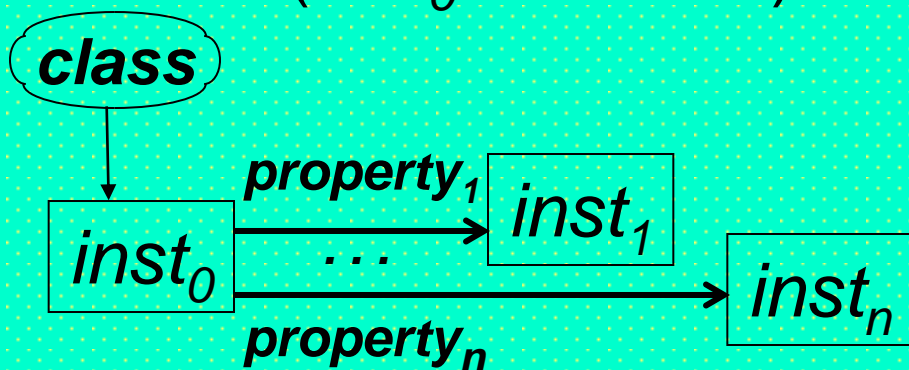 class
property₁
inst₁
...
inst₀
instₙ
propertyₙ